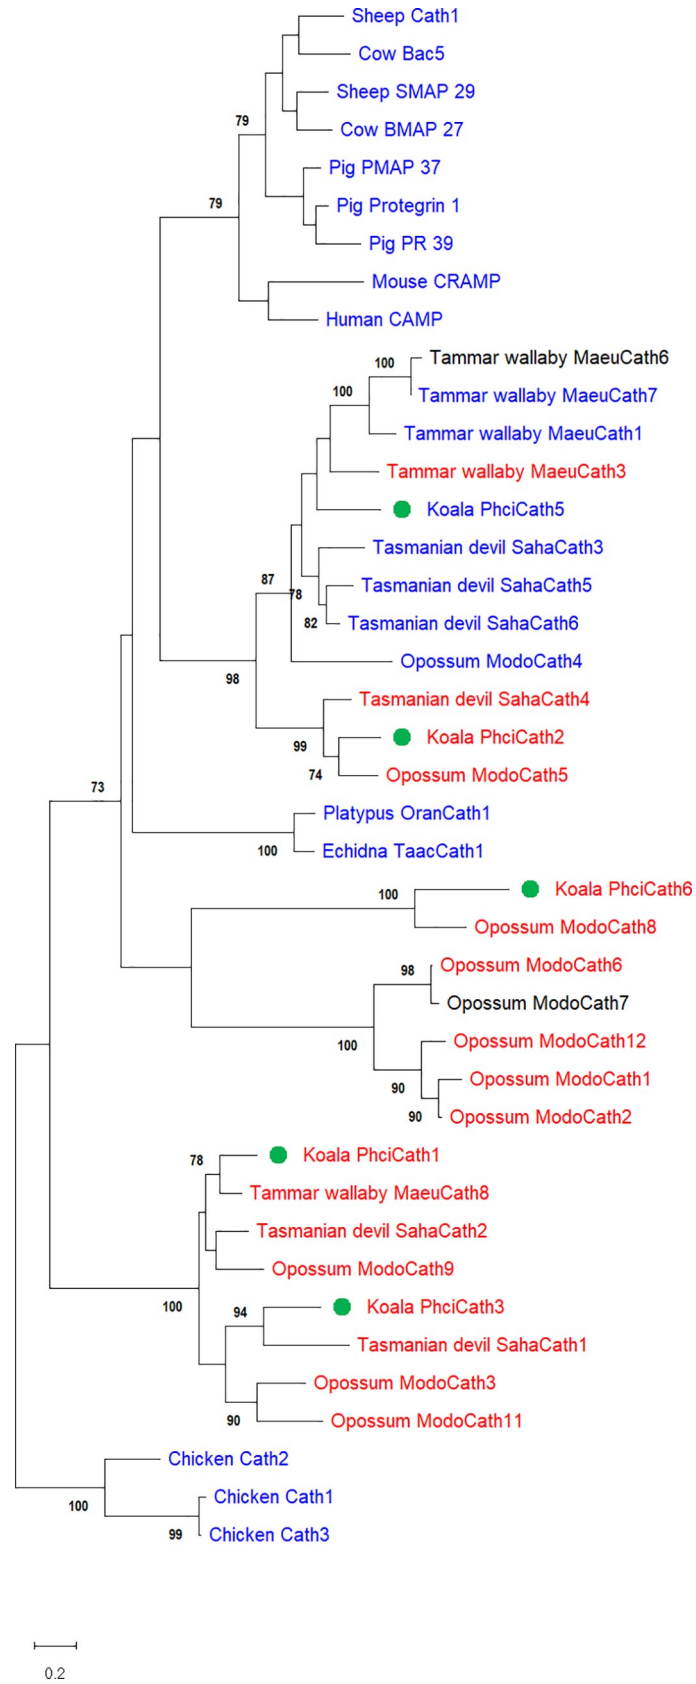 Sheep Cath1
Cow Bac5
Sheep SMAP 29
79
Cow BMAP 27
Pig PMAP 37
79
Pig Protegrin 1
Pig PR 39
Mouse CRAMP
Human CAMP
100
Tammar wallaby MaeuCath6
100
Tammar wallaby MaeuCath7
Tammar wallaby MaeuCath1
Tammar wallaby MaeuCath3
Koala PhciCath5
Tasmanian devil SahaCath3
87
78
Tasmanian devil SahaCath5
82
Tasmanian devil SahaCath6
Opossum ModoCath4
98
Tasmanian devil SahaCath4
99
Koala PhciCath2
74
Opossum ModoCath5
73
Platypus OranCath1
100
Echidna TaacCath1
100
Koala PhciCath6
Opossum ModoCath8
98
Opossum ModoCath6
Opossum ModoCath7
100
Opossum ModoCath12
90
Opossum ModoCath1
90
Opossum ModoCath2
78
Koala PhciCath1
Tammar wallaby MaeuCath8
Tasmanian devil SahaCath2
Opossum ModoCath9
100
94
Koala PhciCath3
Tasmanian devil SahaCath1
Opossum ModoCath3
90
Opossum ModoCath11
Chicken Cath2
100
Chicken Cath1
99
Chicken Cath3
0.2